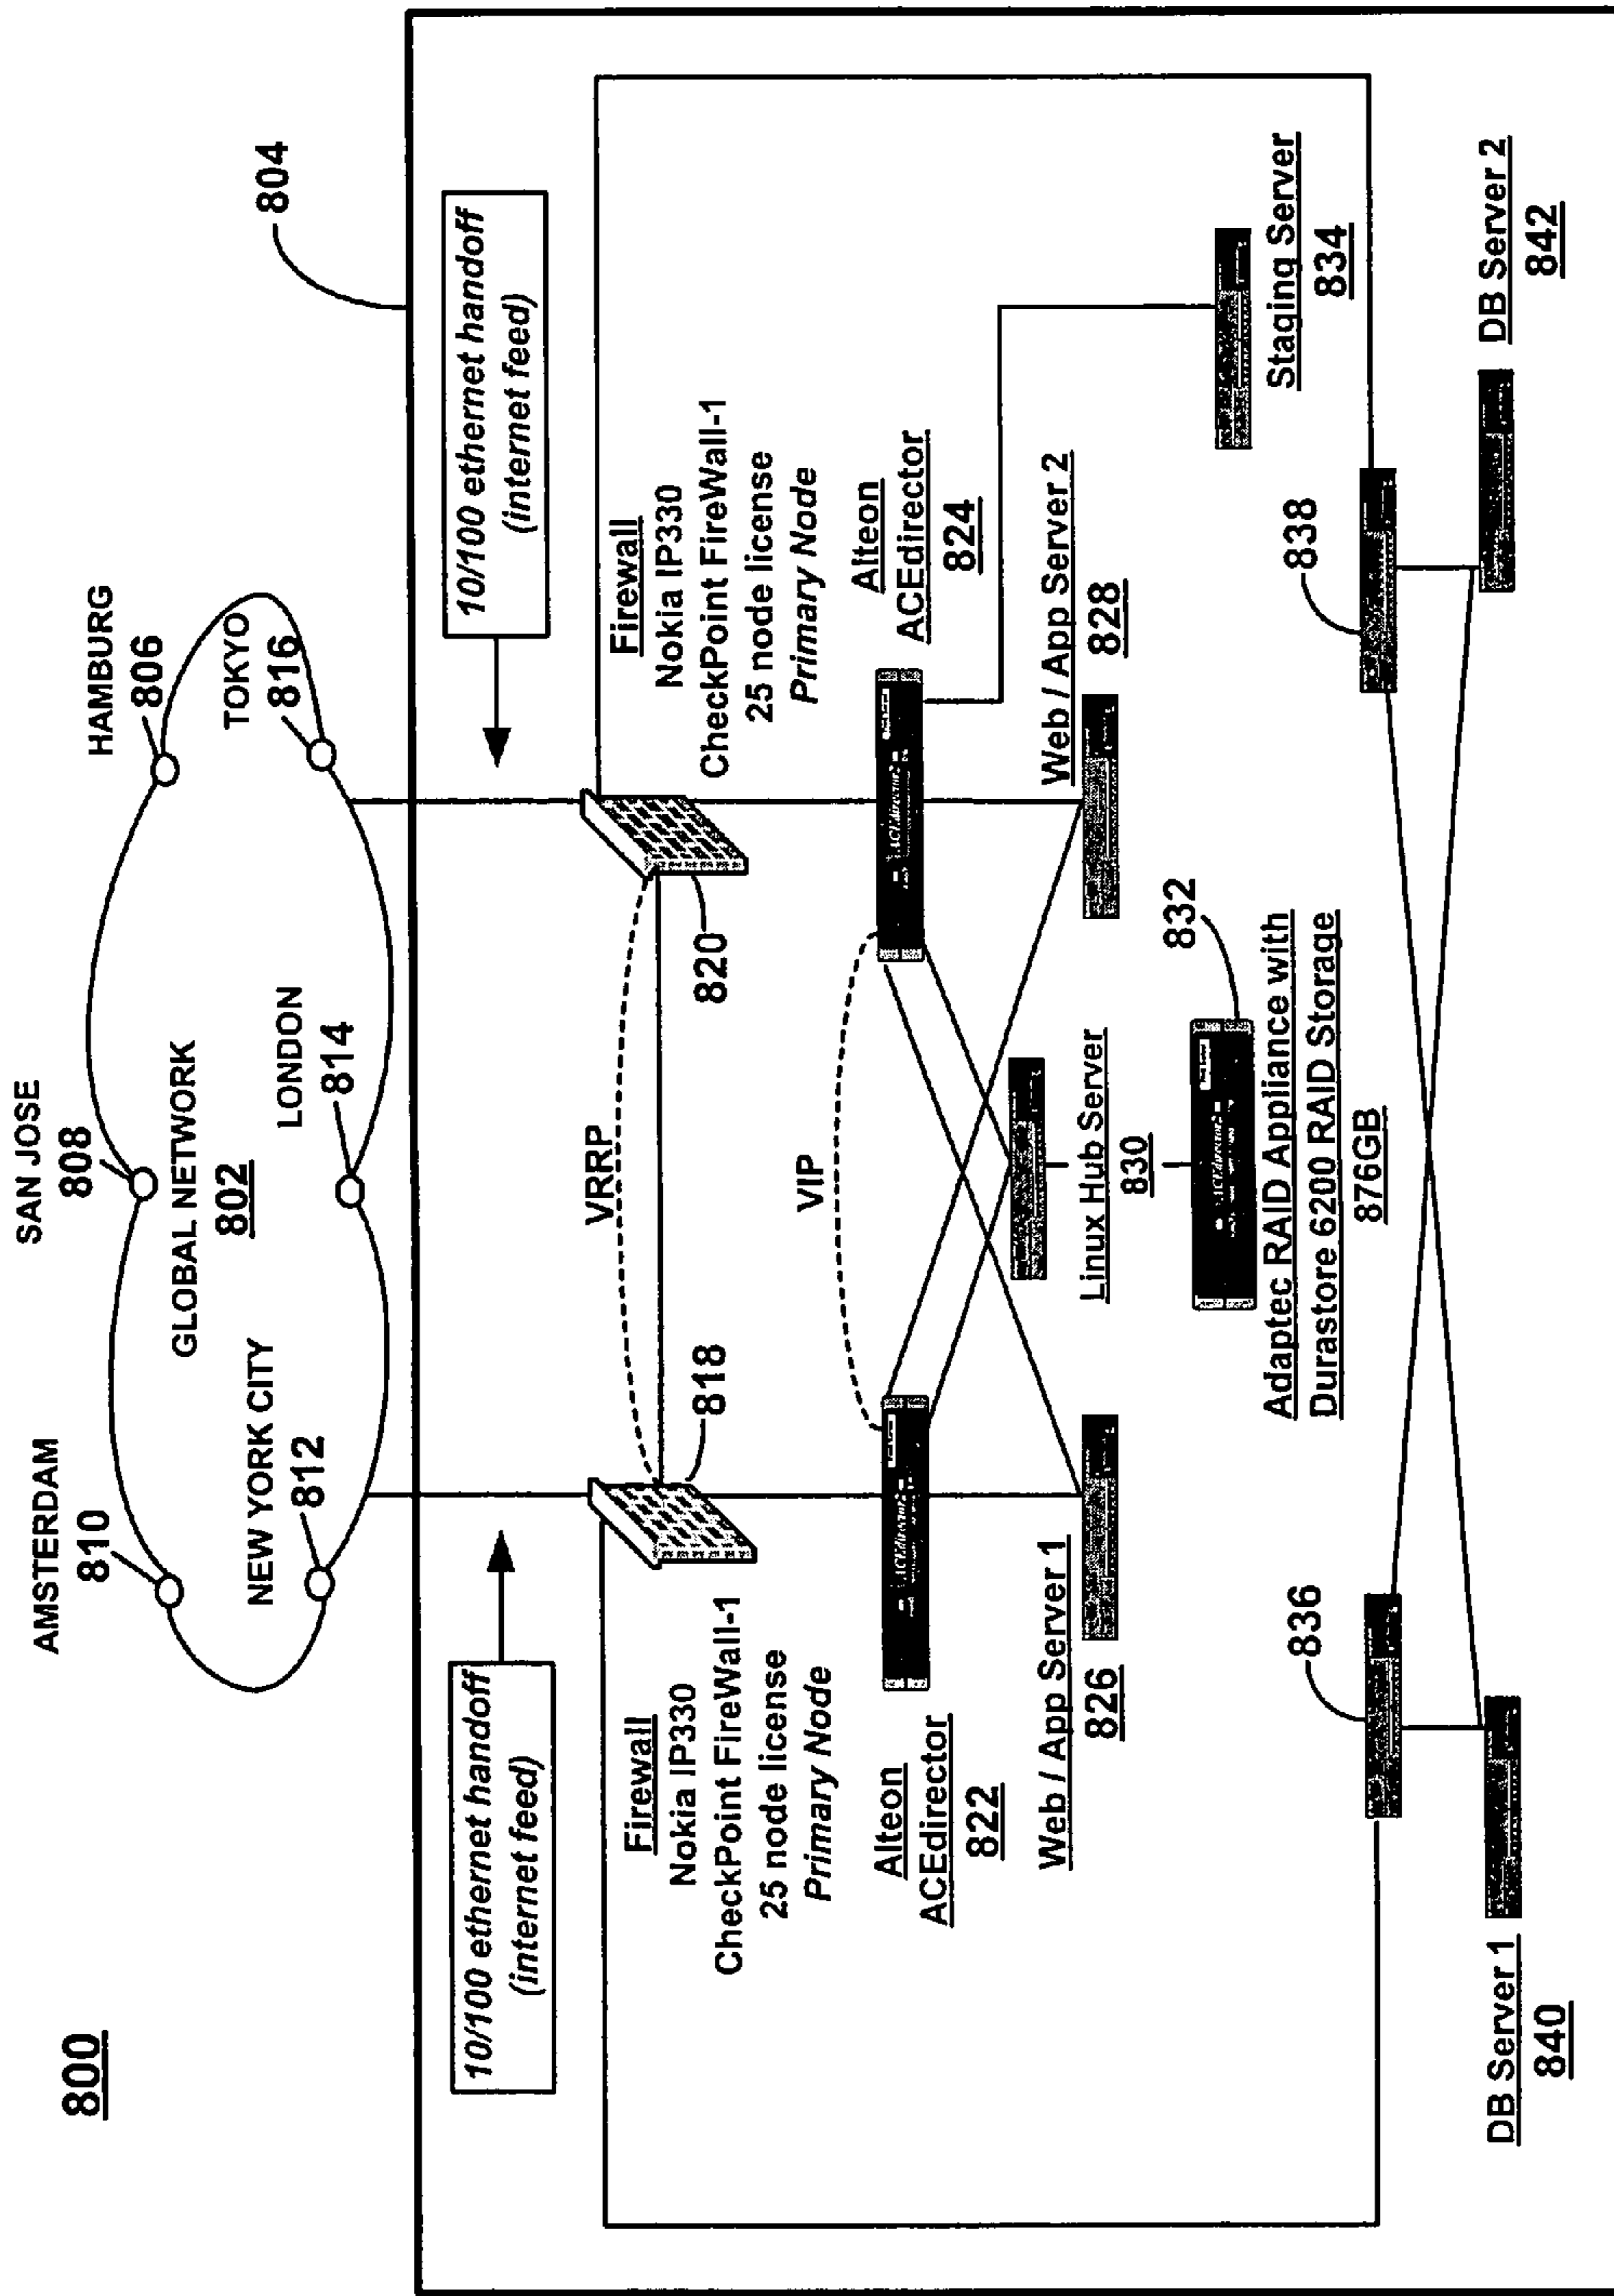 800
AMSTERDAM
810
SAN JOSE
808
HAMBURG
806
GLOBAL NETWORK
802
NEW YORK CITY
812
LONDON
814
TOKYO
816
804
10/100 ethernet handoff
(internet feed)
10/100 ethernet handoff
(internet feed)
VRRP
Firewall
Nokia IP330
CheckPoint FireWall-1
25 node license
Primary Node
818
820
Firewall
Nokia IP330
CheckPoint FireWall-1
25 node license
Primary Node
VIP
Alteon
ACEdirector
822
Alteon
ACEdirector
824
Web / App Server 1
826
Web / App Server 2
828
Linux Hub Server
830
832
Adaptec RAID Appliance with
Durastore 6200 RAID Storage
876GB
Staging Server
834
836
838
DB Server 1
840
DB Server 2
842